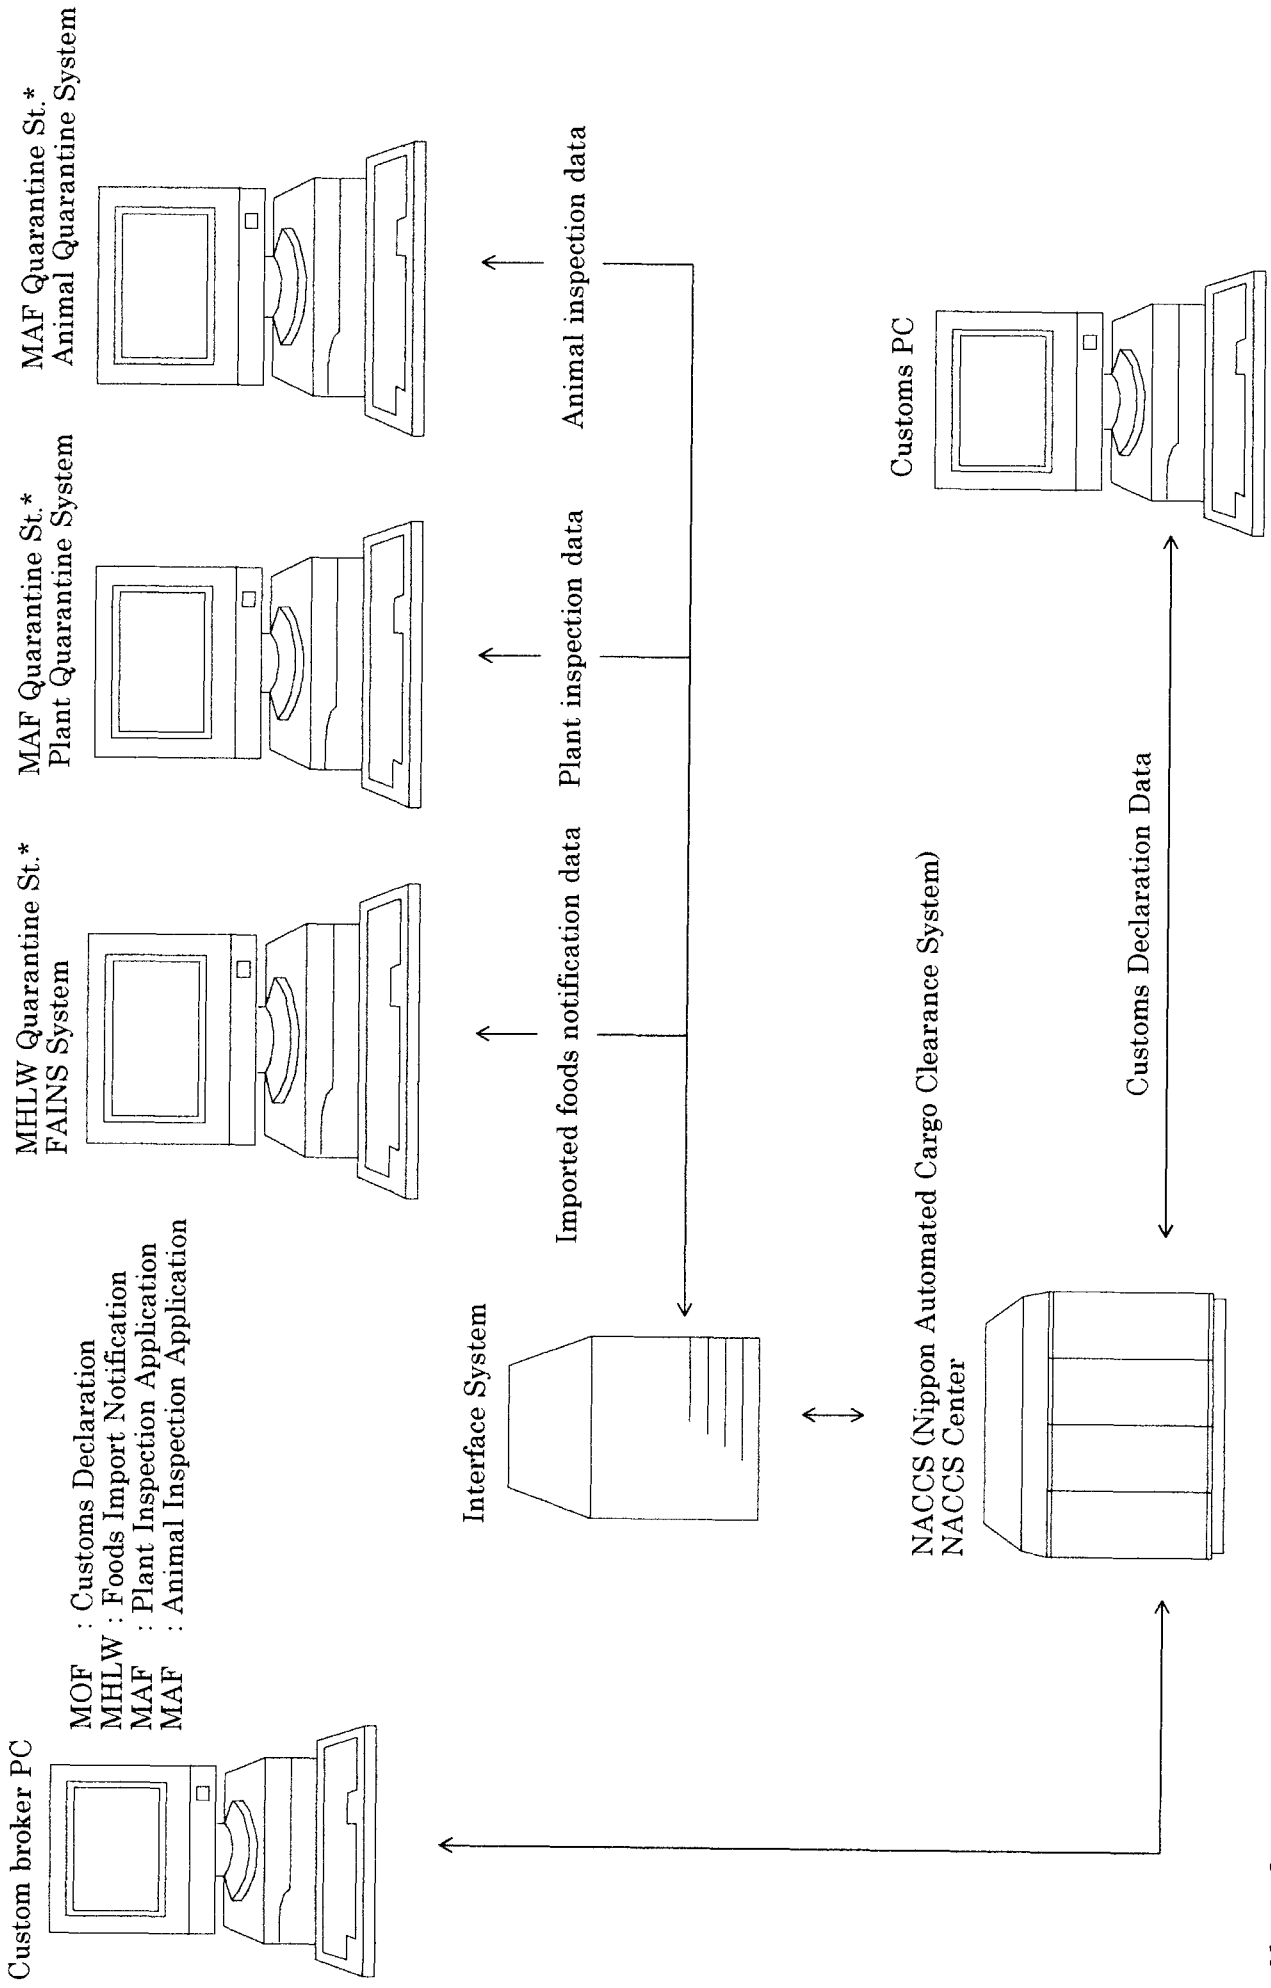 Custom broker PC
MOF : Customs Declaration
MHLW : Foods Import Notification
MAF : Plant Inspection Application
MAF : Animal Inspection Application
MHLW Quarantine St.*
FAINS System
MAF Quarantine St.*
Plant Quarantine System
MAF Quarantine St.*
Animal Quarantine System
Interface System
Imported foods notification data
Plant inspection data
Animal inspection data
NACCS (Nippon Automated Cargo Clearance System)
NACCS Center
Customs Declaration Data
Customs PC